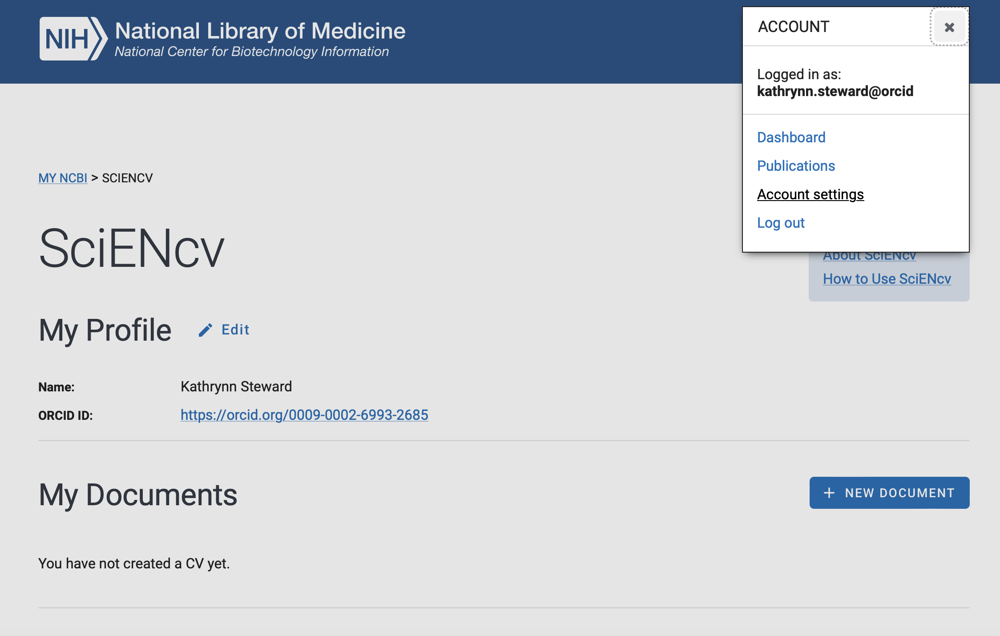 NIH National Library of Medicine
National Center for Biotechnology Information
ACCOUNT
Logged in as:
kathrynn.steward@orcid
Dashboard
Publications
Account settings
Log out
MY NCBI > SCIENCV
SciENcv
About SciENcv
How to Use SciENcv
My Profile
Edit
Name: Kathrynn Steward
ORCID ID: https://orcid.org/0009-0002-6993-2685
My Documents
+ NEW DOCUMENT
You have not created a CV yet.